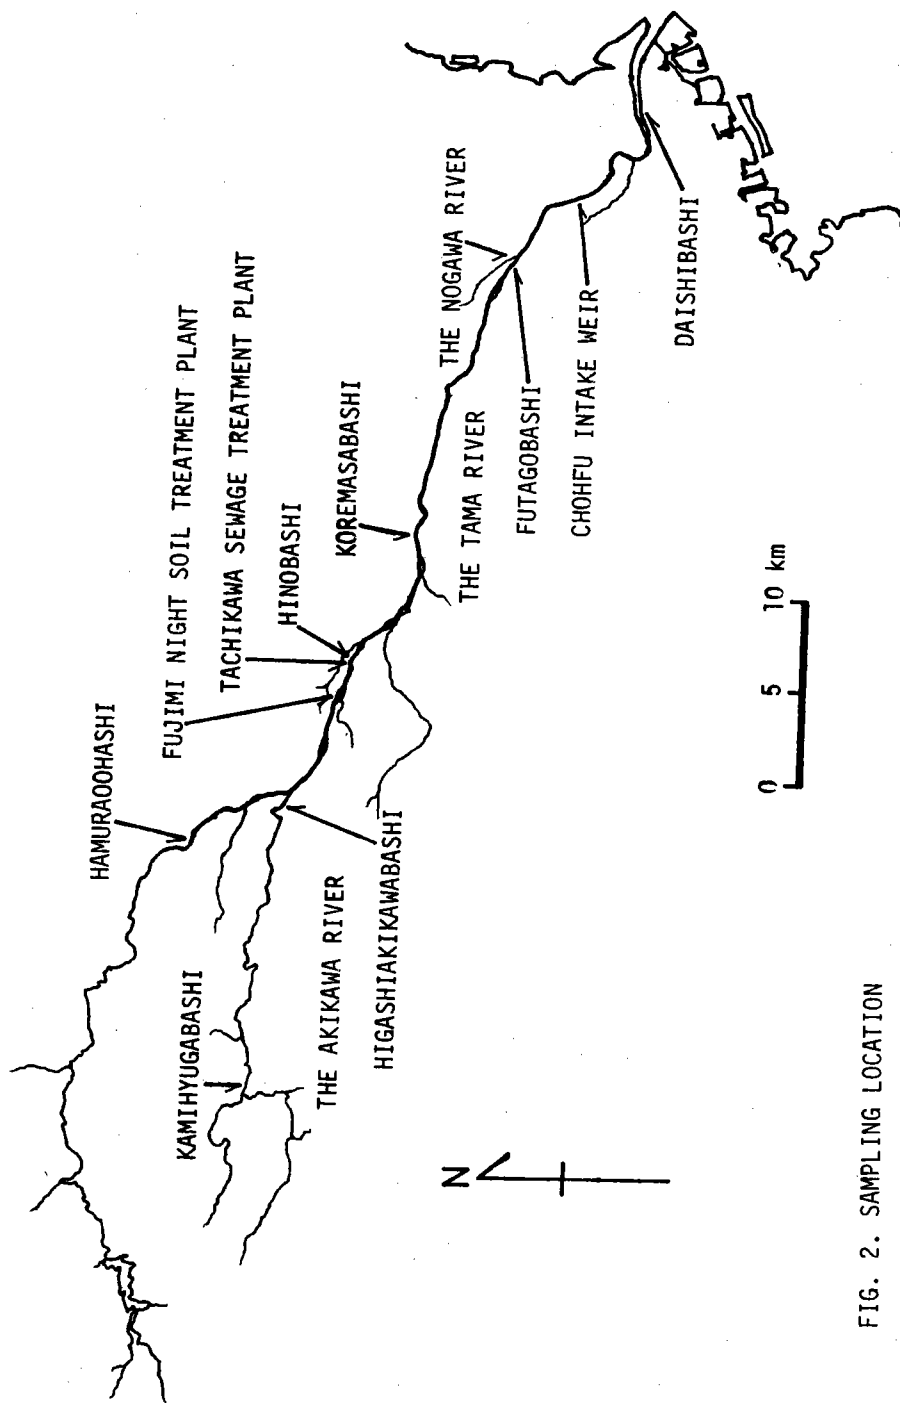 HAMURAOOHASHI
FUJIMI NIGHT SOIL TREATMENT PLANT
TACHIKAWA SEWAGE TREATMENT PLANT
HINOBASHI
KOREMASABASHI
THE NOGAWA RIVER
KAMIHYUGABASHI
THE AKIKAWA RIVER
HIGASHIAKIKAWABASHI
THE TAMA RIVER
FUTAGOBASHI
CHOHFU INTAKE WEIR
DAISHIBASHI
N
0 5 10 km
FIG. 2. SAMPLING LOCATION